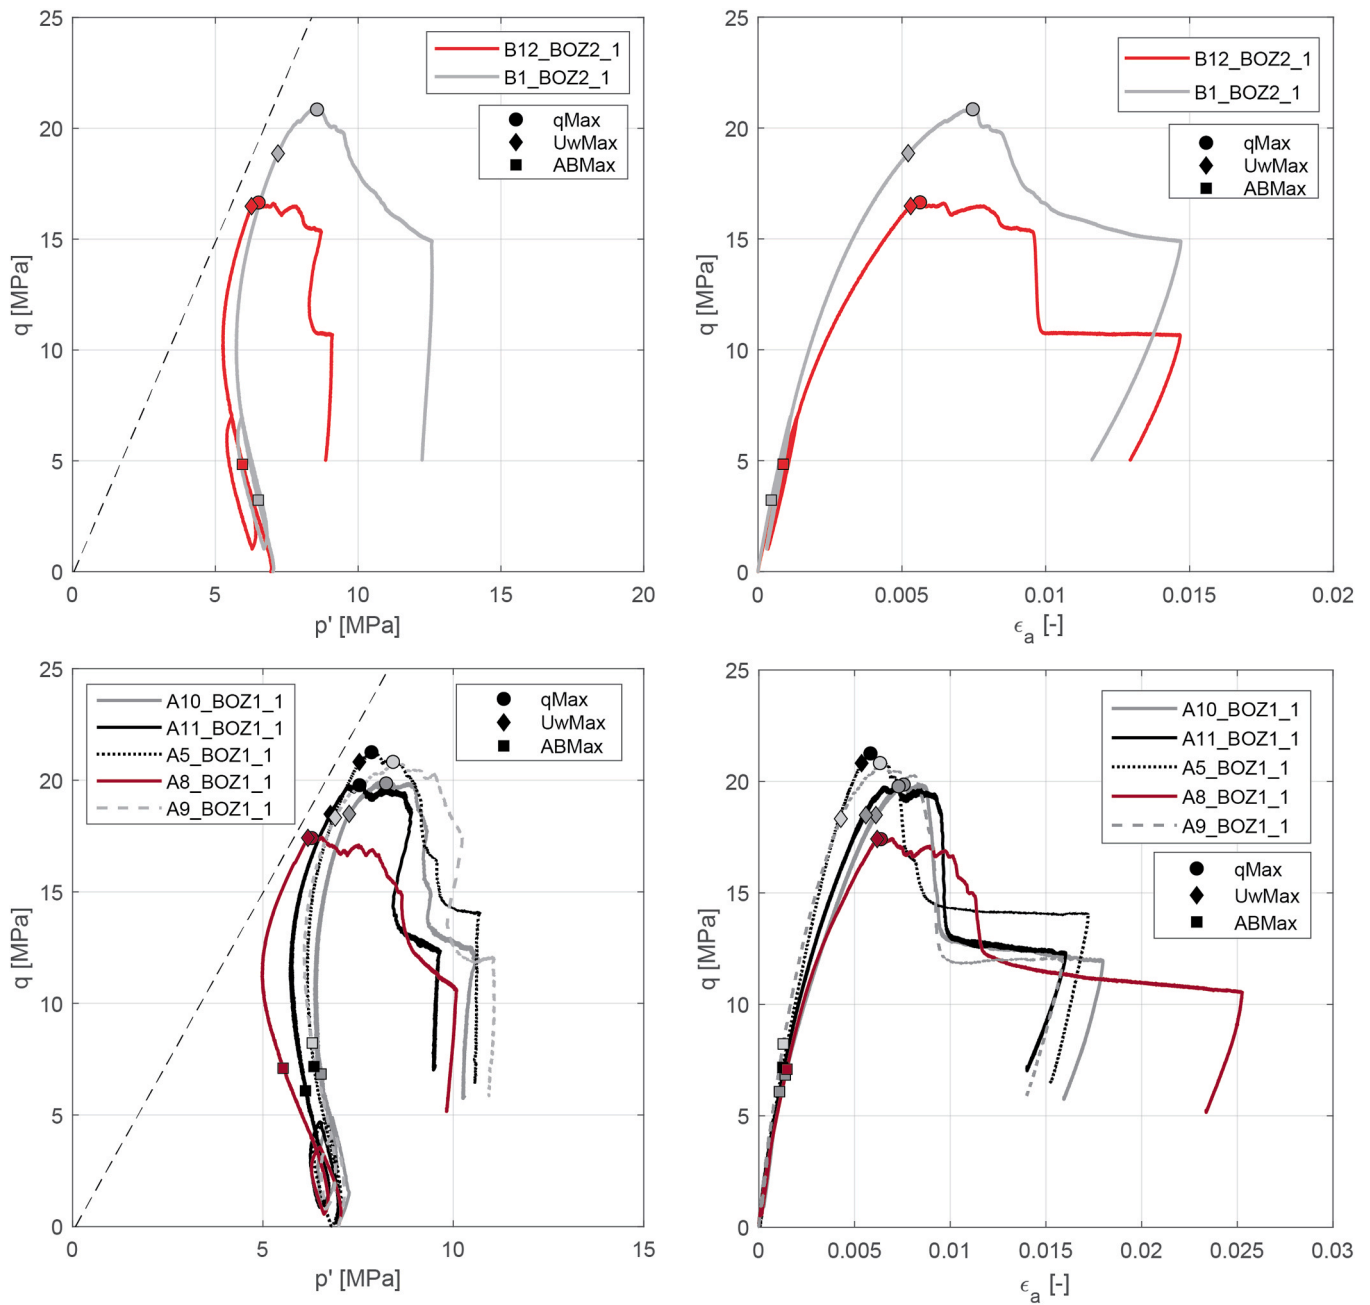 25
20
15
10
5
0
5
10
15
20
q [MPa]
p' [MPa]
B12_BOZ2_1
B1_BOZ2_1
qMax
UwMax
ABMax
25
20
15
10
5
0
0
0.005
0.01
0.015
0.02
q [MPa]
ϵa [-]
B12_BOZ2_1
B1_BOZ2_1
qMax
UwMax
ABMax
25
20
15
10
5
0
0
5
10
15
q [MPa]
p' [MPa]
A10_BOZ1_1
A11_BOZ1_1
A5_BOZ1_1
A8_BOZ1_1
A9_BOZ1_1
qMax
UwMax
ABMax
25
20
15
10
5
0
0
0.005
0.01
0.015
0.02
0.025
0.03
q [MPa]
ϵa [-]
A10_BOZ1_1
A11_BOZ1_1
A5_BOZ1_1
A8_BOZ1_1
A9_BOZ1_1
qMax
UwMax
ABMax